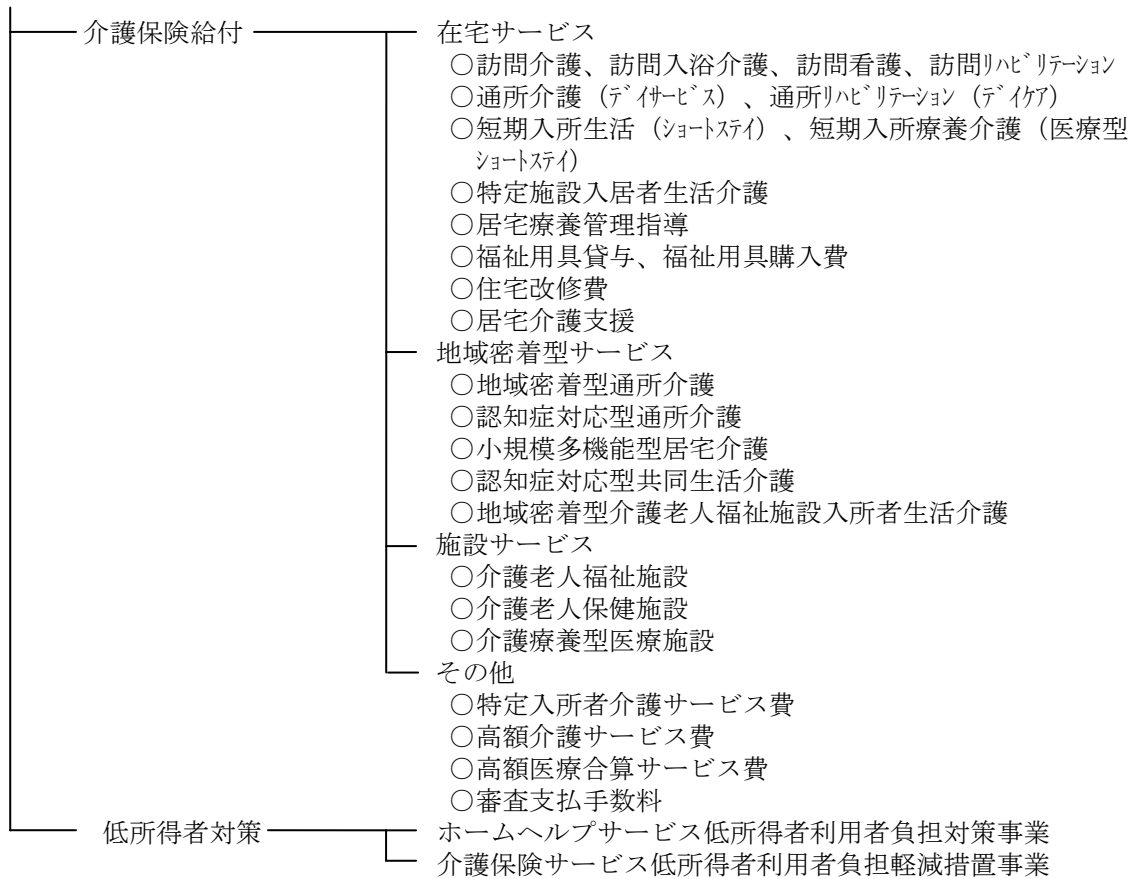 介護保険給付 在宅サービス
○訪問介護、訪問入浴介護、訪問看護、訪問ﾘﾊﾋﾞﾘﾃｰｼｮﾝ
○通所介護（ﾃﾞｲｻｰﾋﾞｽ）、通所ﾘﾊﾋﾞﾘﾃｰｼｮﾝ（ﾃﾞｲｹｱ）
○短期入所生活（ｼｮｰﾄｽﾃｲ）、短期入所療養介護（医療型
ｼｮｰﾄｽﾃｲ）
○特定施設入居者生活介護
○居宅療養管理指導
○福祉用具貸与、福祉用具購入費
○住宅改修費
○居宅介護支援
地域密着型サービス
○地域密着型通所介護
○認知症対応型通所介護
○小規模多機能型居宅介護
○認知症対応型共同生活介護
○地域密着型介護老人福祉施設入所者生活介護
施設サービス
○介護老人福祉施設
○介護老人保健施設
○介護療養型医療施設
その他
○特定入所者介護サービス費
○高額介護サービス費
○高額医療合算サービス費
○審査支払手数料
低所得者対策 ホームヘルプサービス低所得者利用者負担対策事業
介護保険サービス低所得者利用者負担軽減措置事業